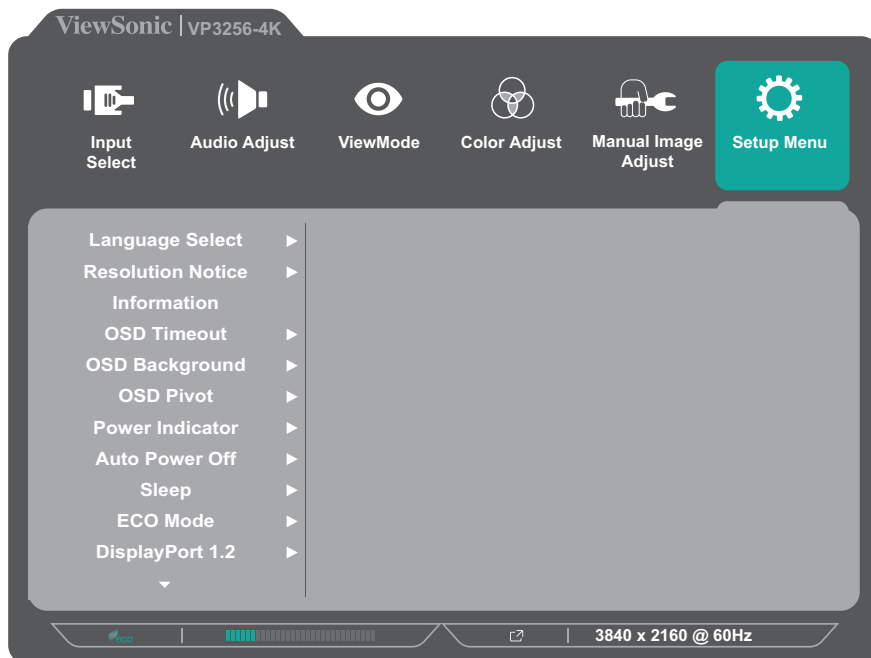 ViewSonic | VP3256-4K
Input
Select
Audio Adjust
ViewMode
Color Adjust
Manual Image
Adjust
Setup Menu
Language Select
Resolution Notice
Information
OSD Timeout
OSD Background
OSD Pivot
Power Indicator
Auto Power Off
Sleep
ECO Mode
DisplayPort 1.2
eco
3840 x 2160 @ 60Hz